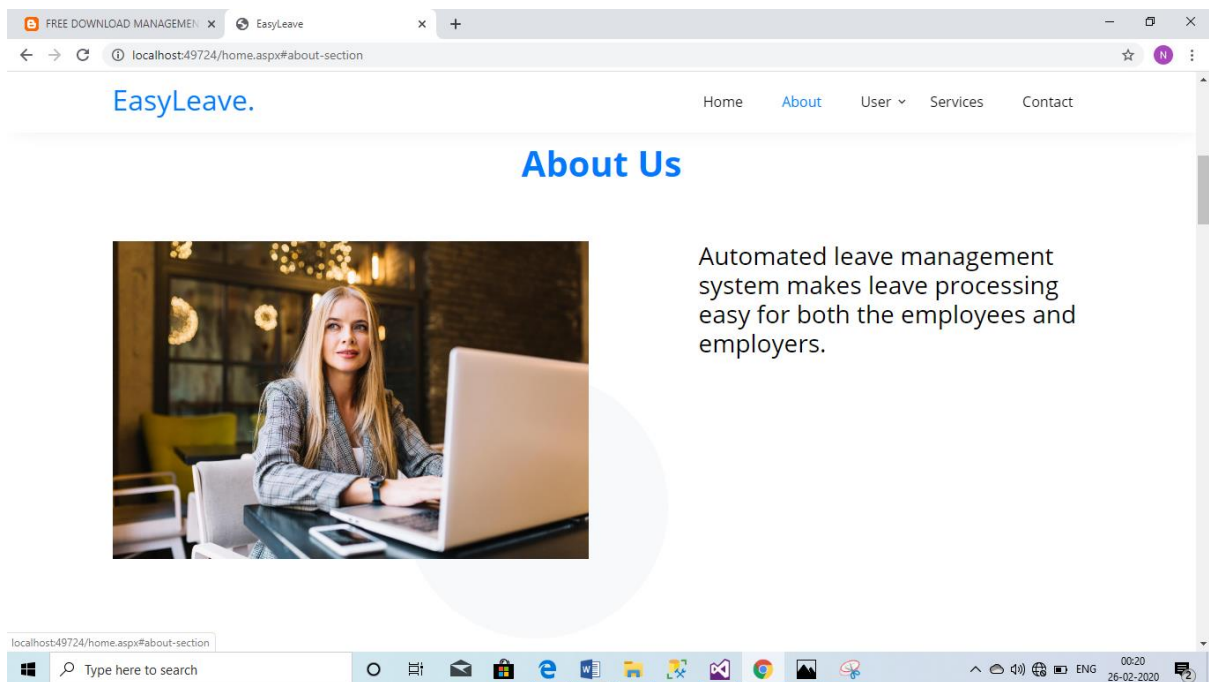 FREE DOWNLOAD MANAGEMEN
EasyLeave
localhost:49724/home.aspx#about-section
N
EasyLeave.
Home About User Services Contact
About Us
Automated leave management
system makes leave processing
easy for both the employees and
employers.
localhost:49724/home.aspx#about-section
Type here to search
ENG
00:20
26-02-2020
2